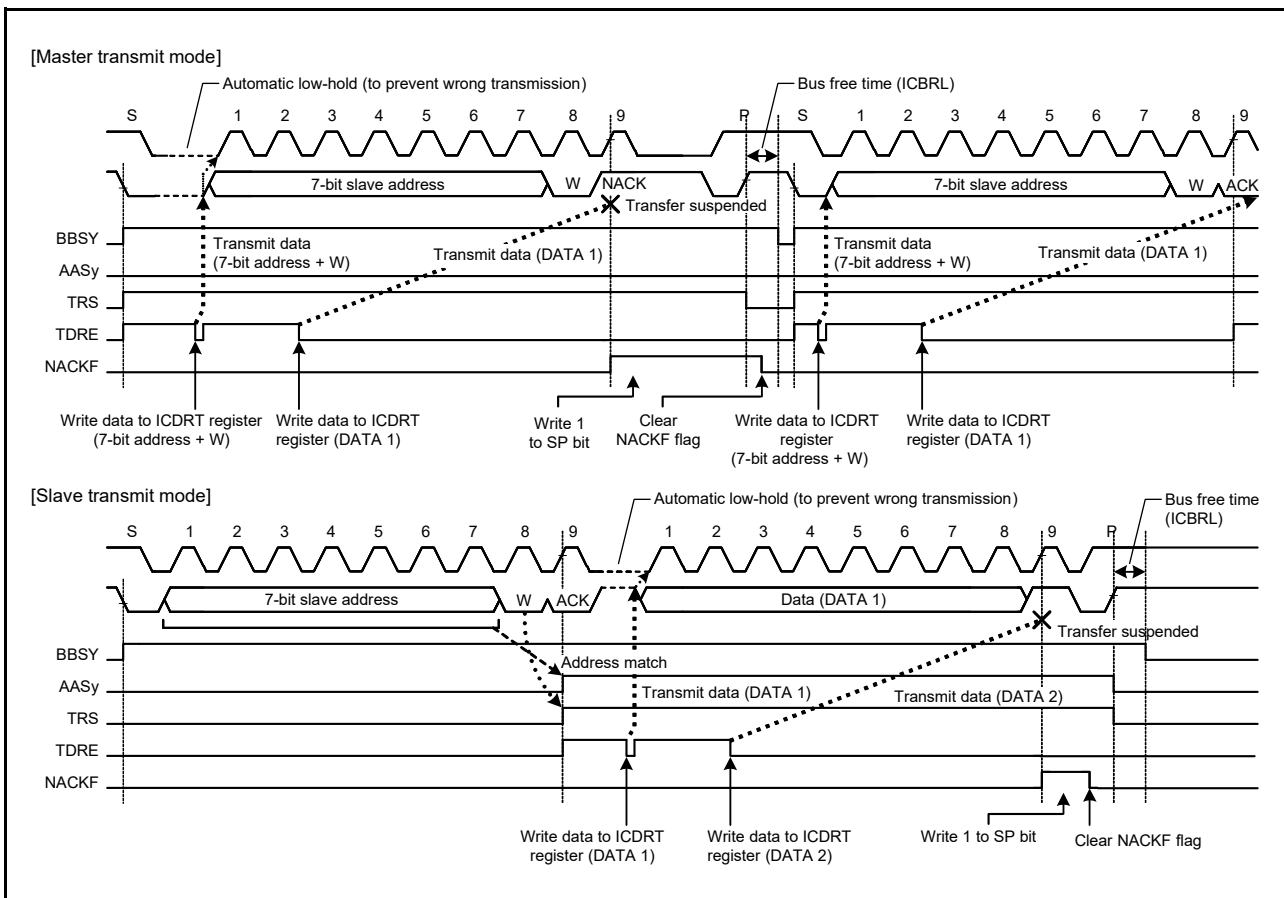 [Master transmit mode]
Automatic low-hold (to prevent wrong transmission)
Bus free time (ICBRL)
S 1 2 3 4 5 6 7 8 9 P S 1 2 3 4 5 6 7 8 9
7-bit slave address W NACK 7-bit slave address W ACK
Transfer suspended
BBSY
Transmit data
(7-bit address + W)
Transmit data (DATA 1)
Transmit data
(7-bit address + W)
Transmit data (DATA 1)
AASy
TRS
TDRE
NACKF
Write data to ICDRT register
(7-bit address + W)
Write data to ICDRT
register (DATA 1)
Write 1
to SP bit
Clear
NACKF flag
Write data to ICDRT
register
(7-bit address + W)
Write data to ICDRT
register (DATA 1)
[Slave transmit mode]
Automatic low-hold (to prevent wrong transmission)
Bus free time
(ICBRL)
S 1 2 3 4 5 6 7 8 9 1 2 3 4 5 6 7 8 9 P
7-bit slave address W ACK Data (DATA 1)
Transfer suspended
BBSY
Address match
AASy
Transmit data (DATA 1)
Transmit data (DATA 2)
TRS
TDRE
NACKF
Write data to ICDRT
register (DATA 1)
Write data to ICDRT
register (DATA 2)
Write 1 to SP bit
Clear NACKF flag